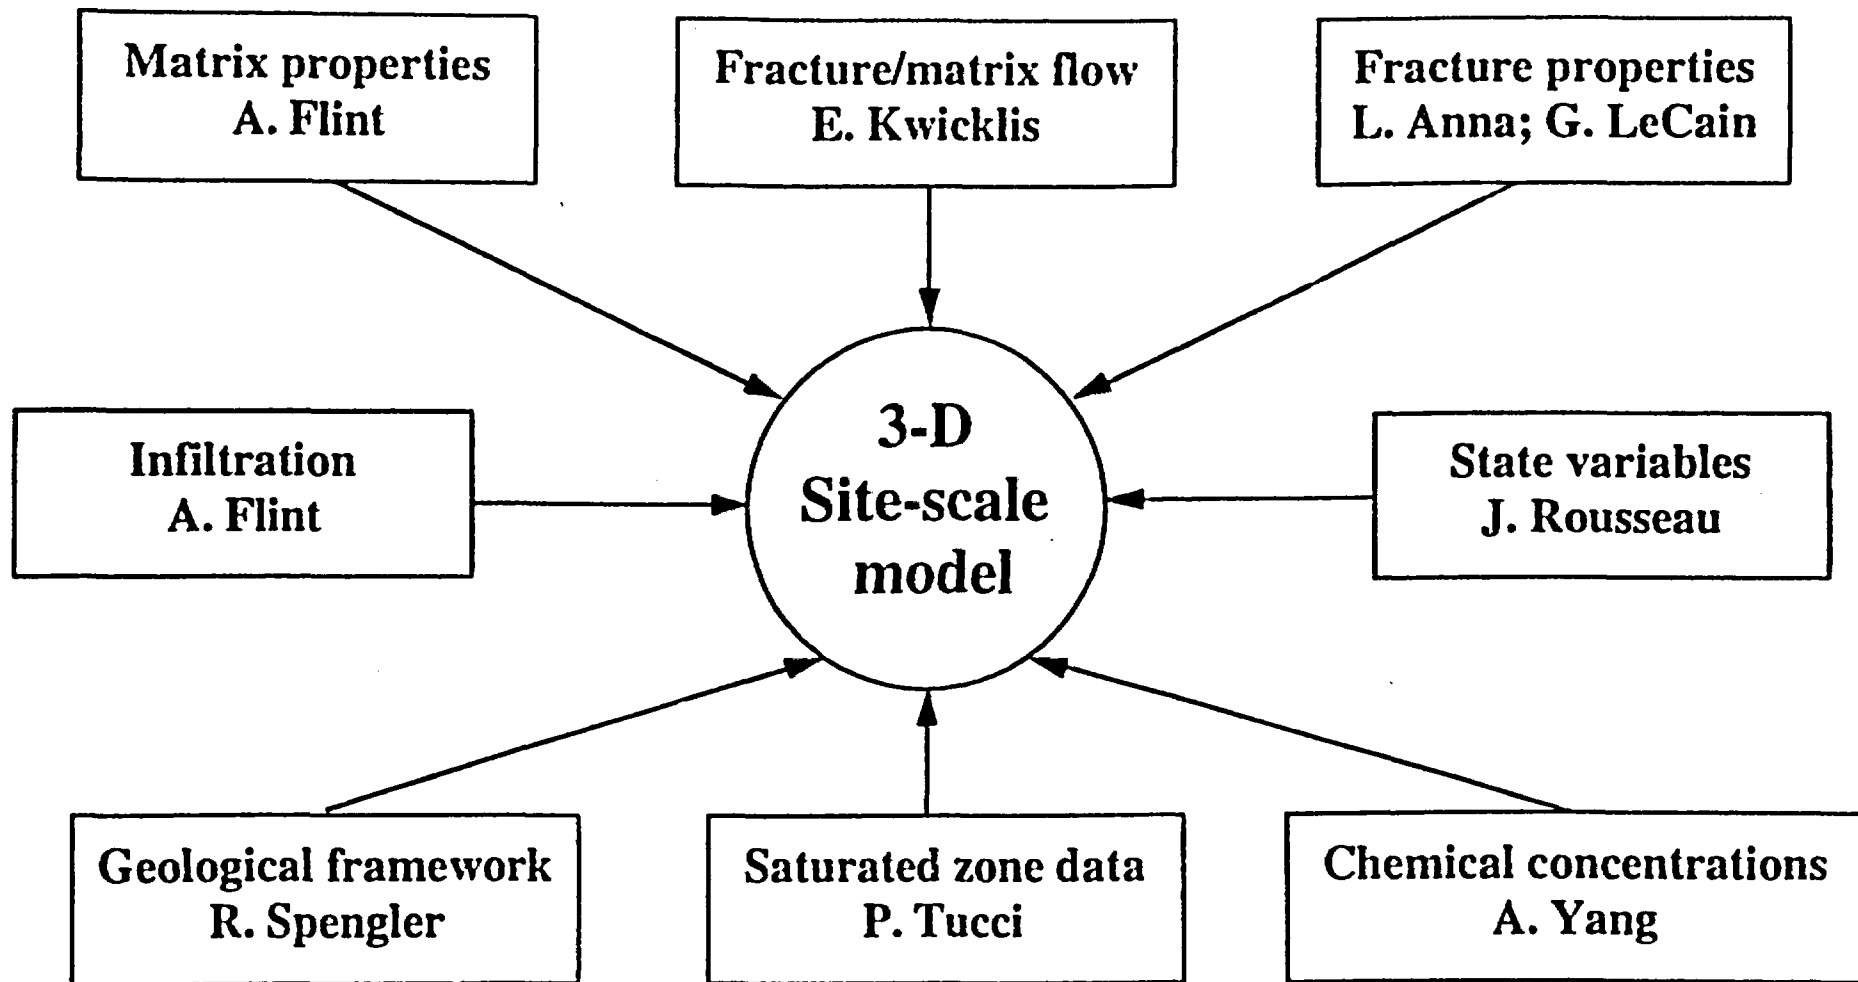 Matrix properties
A. Flint
Fracture/matrix flow
E. Kwicklis
Fracture properties
L. Anna; G. LeCain
Infiltration
A. Flint
3-D
Site-scale
model
State variables
J. Rousseau
Geological framework
R. Spengler
Saturated zone data
P. Tucci
Chemical concentrations
A. Yang